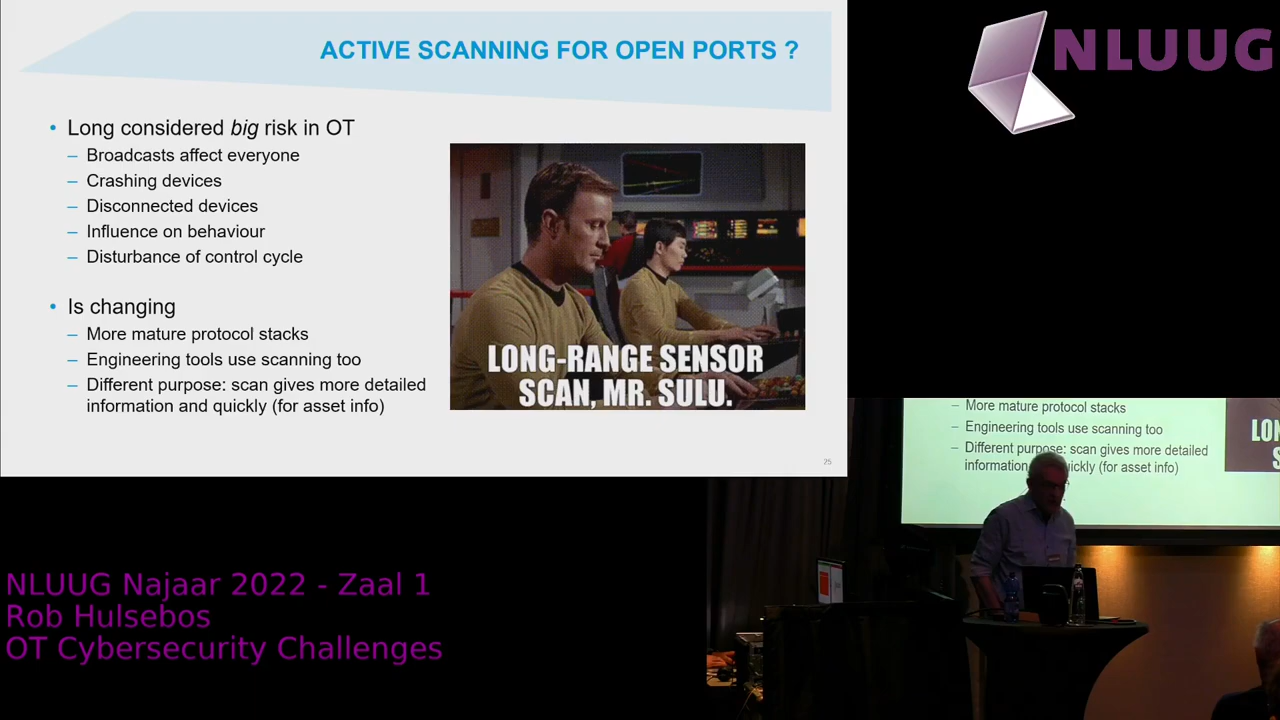 ACTIVE SCANNING FOR OPEN PORTS ?
• Long considered big risk in OT
– Broadcasts affect everyone
– Crashing devices
– Disconnected devices
– Influence on behaviour
– Disturbance of control cycle
• Is changing
– More mature protocol stacks
– Engineering tools use scanning too
– Different purpose: scan gives more detailed
information and quickly (for asset info)
LONG-RANGE SENSOR
SCAN, MR. SULU.
25
NLUUG
– More mature protocol stacks
– Engineering tools use scanning too
– Different purpose: scan gives more detailed
information quickly (for asset info)
LON
S
NLUUG Najaar 2022 - Zaal 1
Rob Hulsebos
OT Cybersecurity Challenges